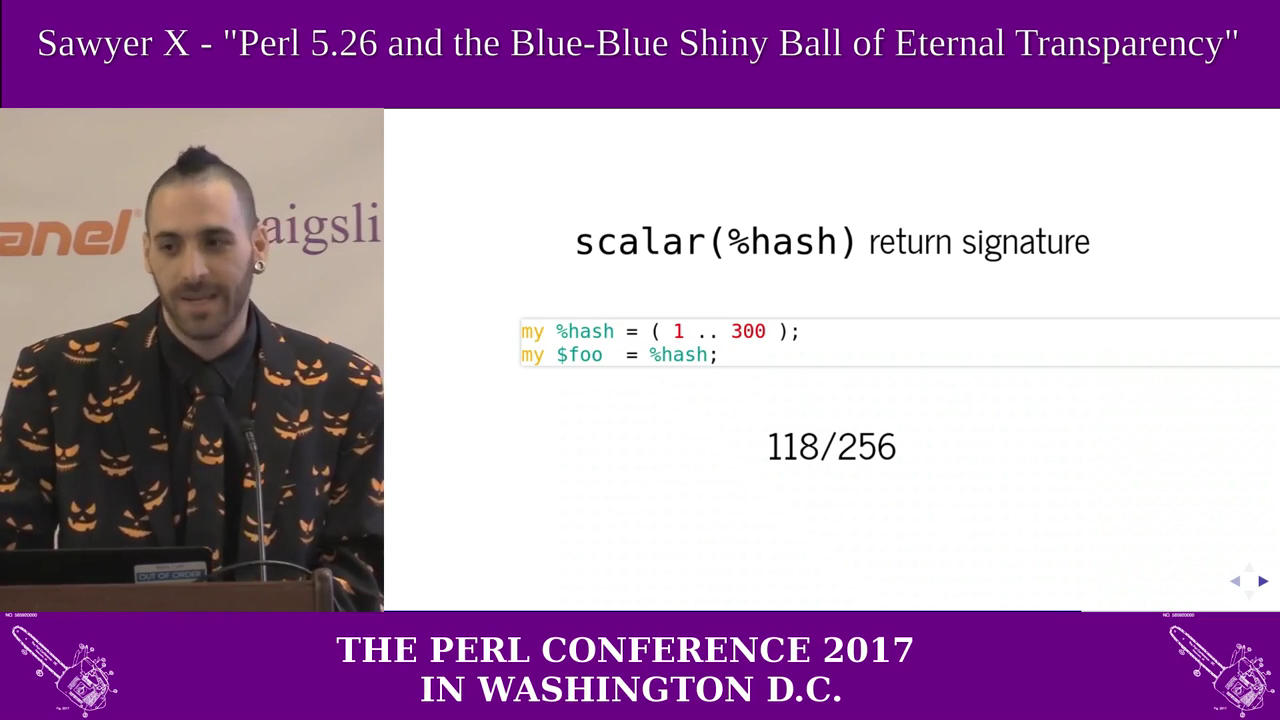 Sawyer X - "Perl 5.26 and the Blue-Blue Shiny Ball of Eternal Transparency"
anel
aigsli
scalar(%hash) return signature
my %hash = ( 1 .. 300 );
my $foo  = %hash;
118/256
OUT OF ORDER
THE PERL CONFERENCE 2017
IN WASHINGTON D.C.